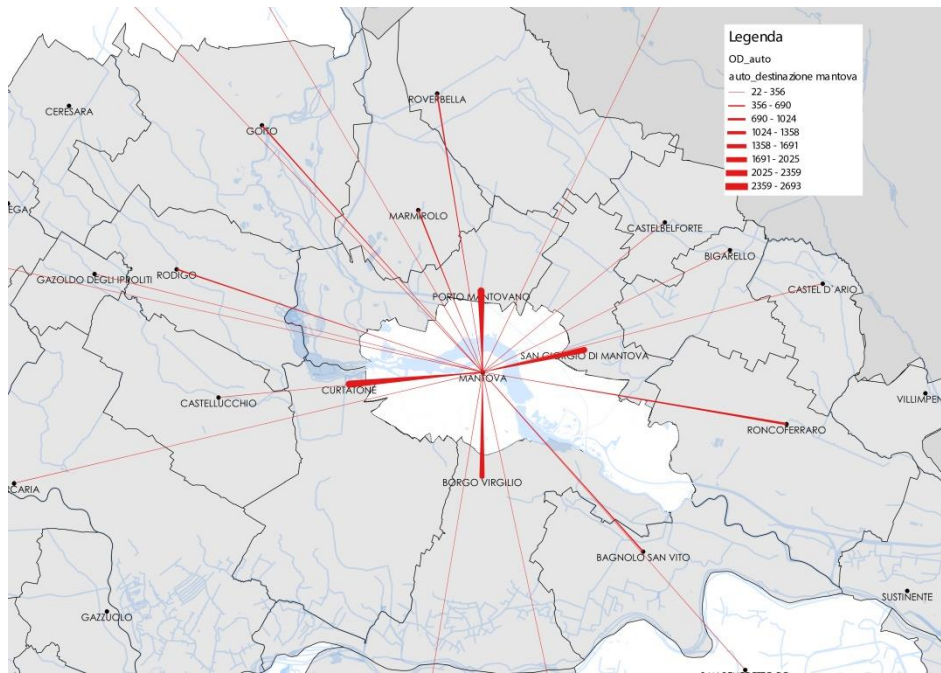 Legenda
OD_auto
auto_destinazione mantova
22 - 356
356 - 690
690 - 1024
1024 - 1358
1358 - 1691
1691 - 2025
2025 - 2359
2359 - 2693
CERESARA
ROVERBELLA
GOITO
MARMIROLO
CASTELBELFORTE
BIGARELLO
RODIGO
GAZOLDO DEGLI IPPOLITI
CASTEL D`ARIO
PORTO MANTOVANO
SAN GIORGIO DI MANTOVA
MANTOVA
CURTATONE
CASTELLUCCHIO
VILLIMPEN
RONCOFERRARO
BORGO VIRGILIO
CARIA
BAGNOLO SAN VITO
SUSTINENTE
GAZZUOLO